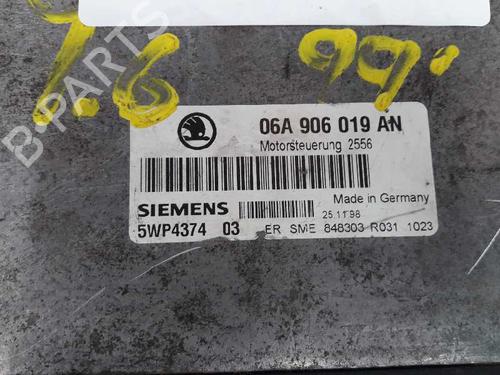 1.6 99'
B-PARTS
06A 906 019 AN
Motorsteuerung 2556
SIEMENS
Made in Germany
25.11.98
5WP4374 03 ER SME 848303 R031 1023